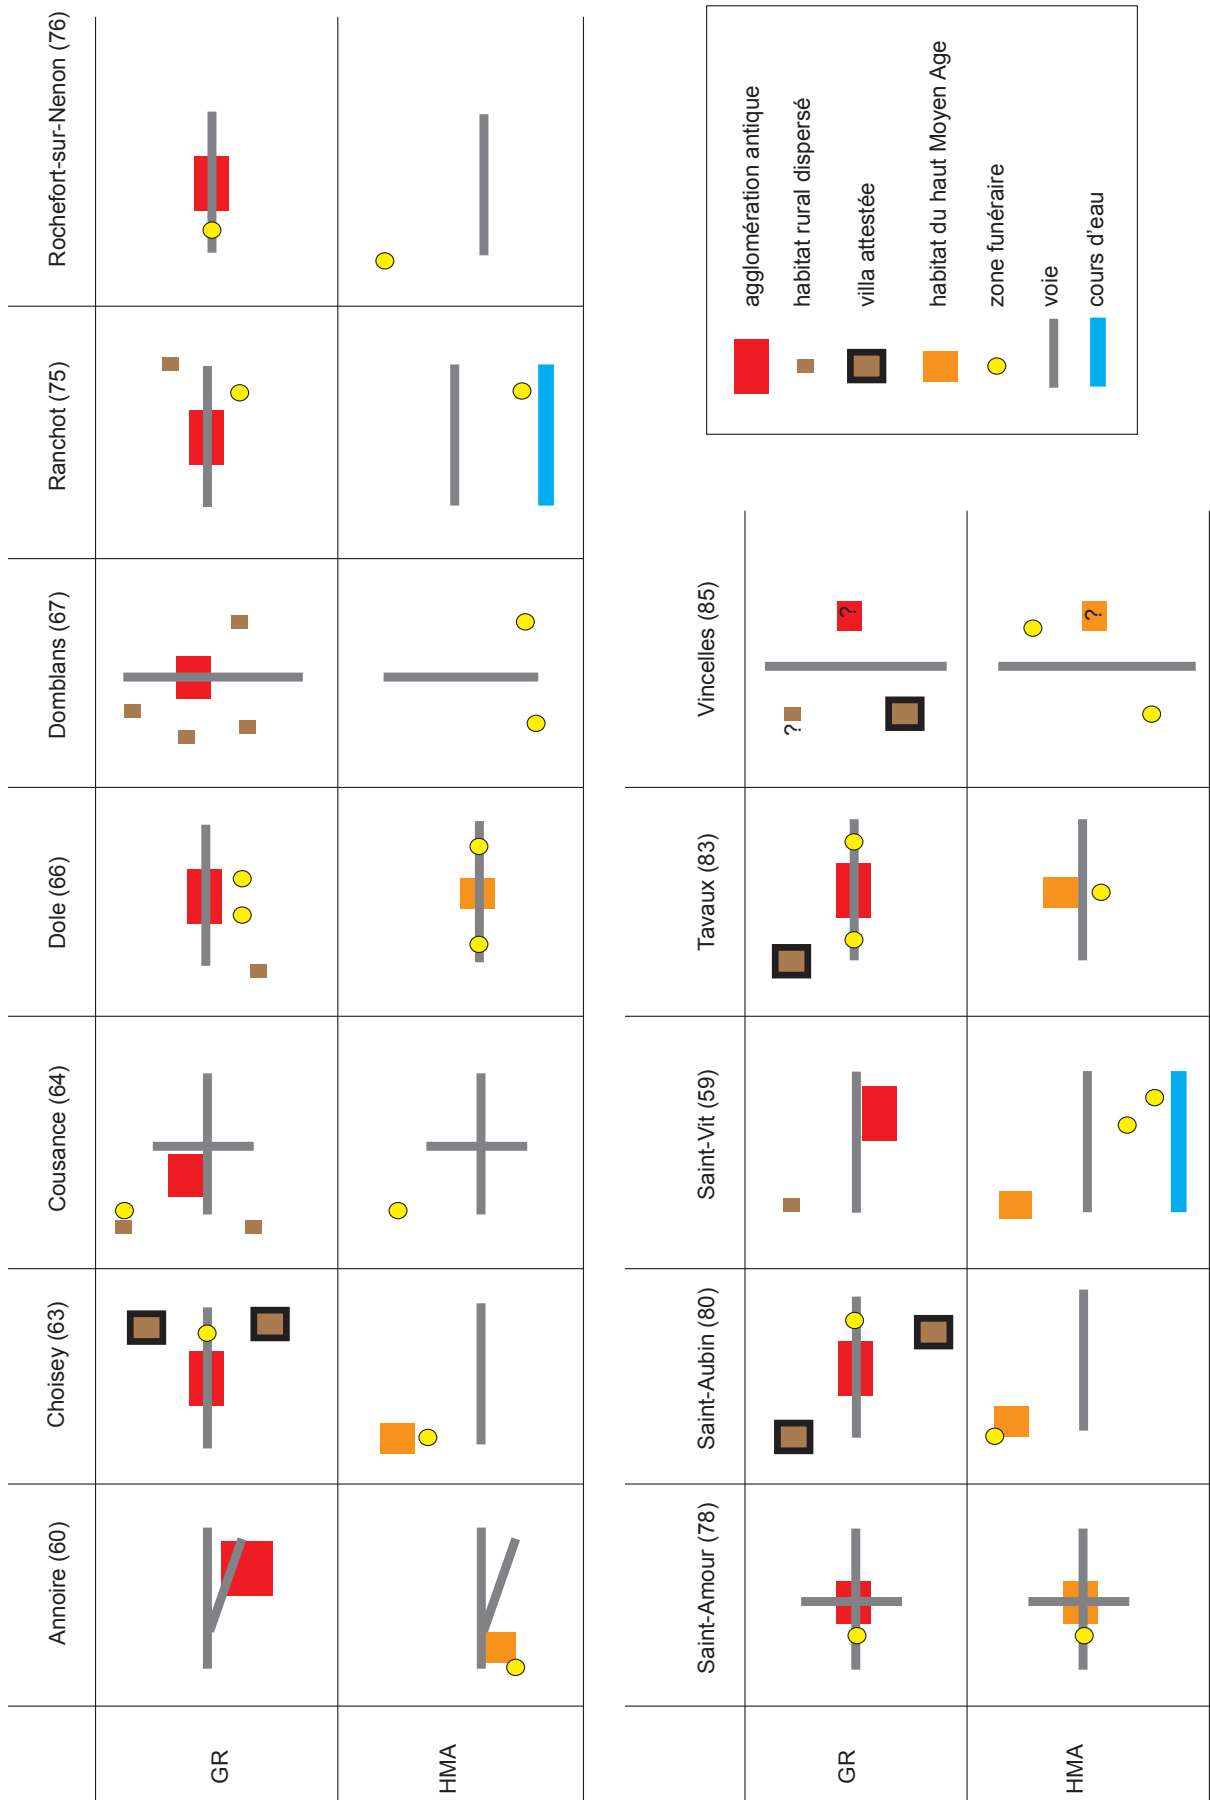 Annoire (60)
Choisey (63)
Cousance (64)
Dole (66)
Domblans (67)
Ranchot (75)
Rochefort-sur-Nenon (76)
GR
HMA
Saint-Amour (78)
Saint-Aubin (80)
Saint-Vit (59)
Tavaux (83)
Vincelles (85)
GR
?
?
HMA
?
agglomération antique
habitat rural dispersé
villa attestée
habitat du haut Moyen Age
zone funéraire
voie
cours d'eau